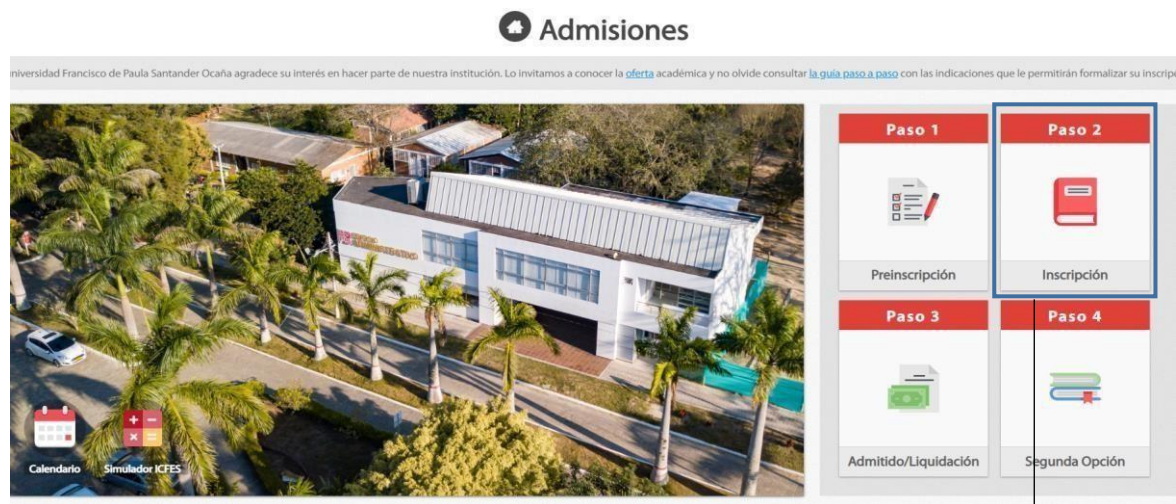 Admisiones
niversidad Francisco de Paula Santander Ocaña agradece su interés en hacer parte de nuestra institución. Lo invitamos a conocer la oferta académica y no olvide consultar la guía paso a paso con las indicaciones que le permitirán formalizar su inscripc
Paso 1
Paso 2
Preinscripción
Inscripción
Paso 3
Paso 4
Admitido/Liquidación
Segunda Opción
Calendario
Simulador ICFES